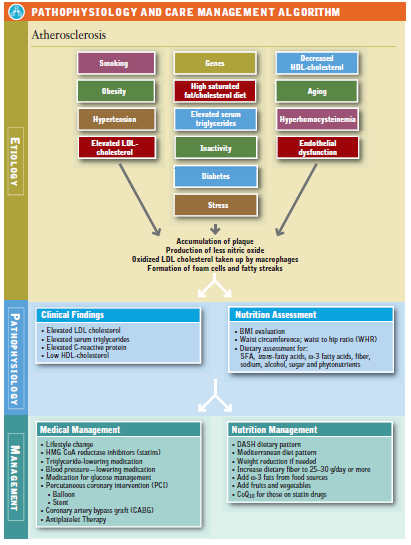 PATHOPHYSIOLOGY AND CARE MANAGEMENT ALGORITHM
Atherosclerosis
ETIOLOGY
Smoking
Genes
Decreased
HDL-cholesterol
Obesity
High saturated
fat/cholesterol diet
Aging
Hypertension
Elevated serum
triglycerides
Hyperhomocysteinemia
Elevated LDL-
cholesterol
Inactivity
Endothelial
dysfunction
Diabetes
Stress
Accumulation of plaque
Production of less nitric oxide
Oxidized LDL cholesterol taken up by macrophages
Formation of foam cells and fatty streaks
PATHOPHYSIOLOGY
Clinical Findings
• Elevated LDL cholesterol
• Elevated serum triglycerides
• Elevated C-reactive protein
• Low HDL-cholesterol
Nutrition Assessment
• BMI evaluation
• Waist circumference; waist to hip ratio (WHR)
• Dietary assessment for:
SFA, trans-fatty acids, ω-3 fatty acids, fiber,
sodium, alcohol, sugar and phytonutrients
MANAGEMENT
Medical Management
• Lifestyle change
• HMG CoA reductase inhibitors (statins)
• Triglyceride-lowering medication
• Blood pressure—lowering medication
• Medication for glucose management
• Percutaneous coronary intervention (PCI)
• Balloon
• Stent
• Coronary artery bypass graft (CABG)
• Antiplatelet Therapy
Nutrition Management
• DASH dietary pattern
• Mediterranean diet pattern
• Weight reduction if needed
• Increase dietary fiber to 25–30 g/day or more
• Add ω-3 fats from food sources
• Add fruits and vegetables
• CoQ10 for those on statin drugs